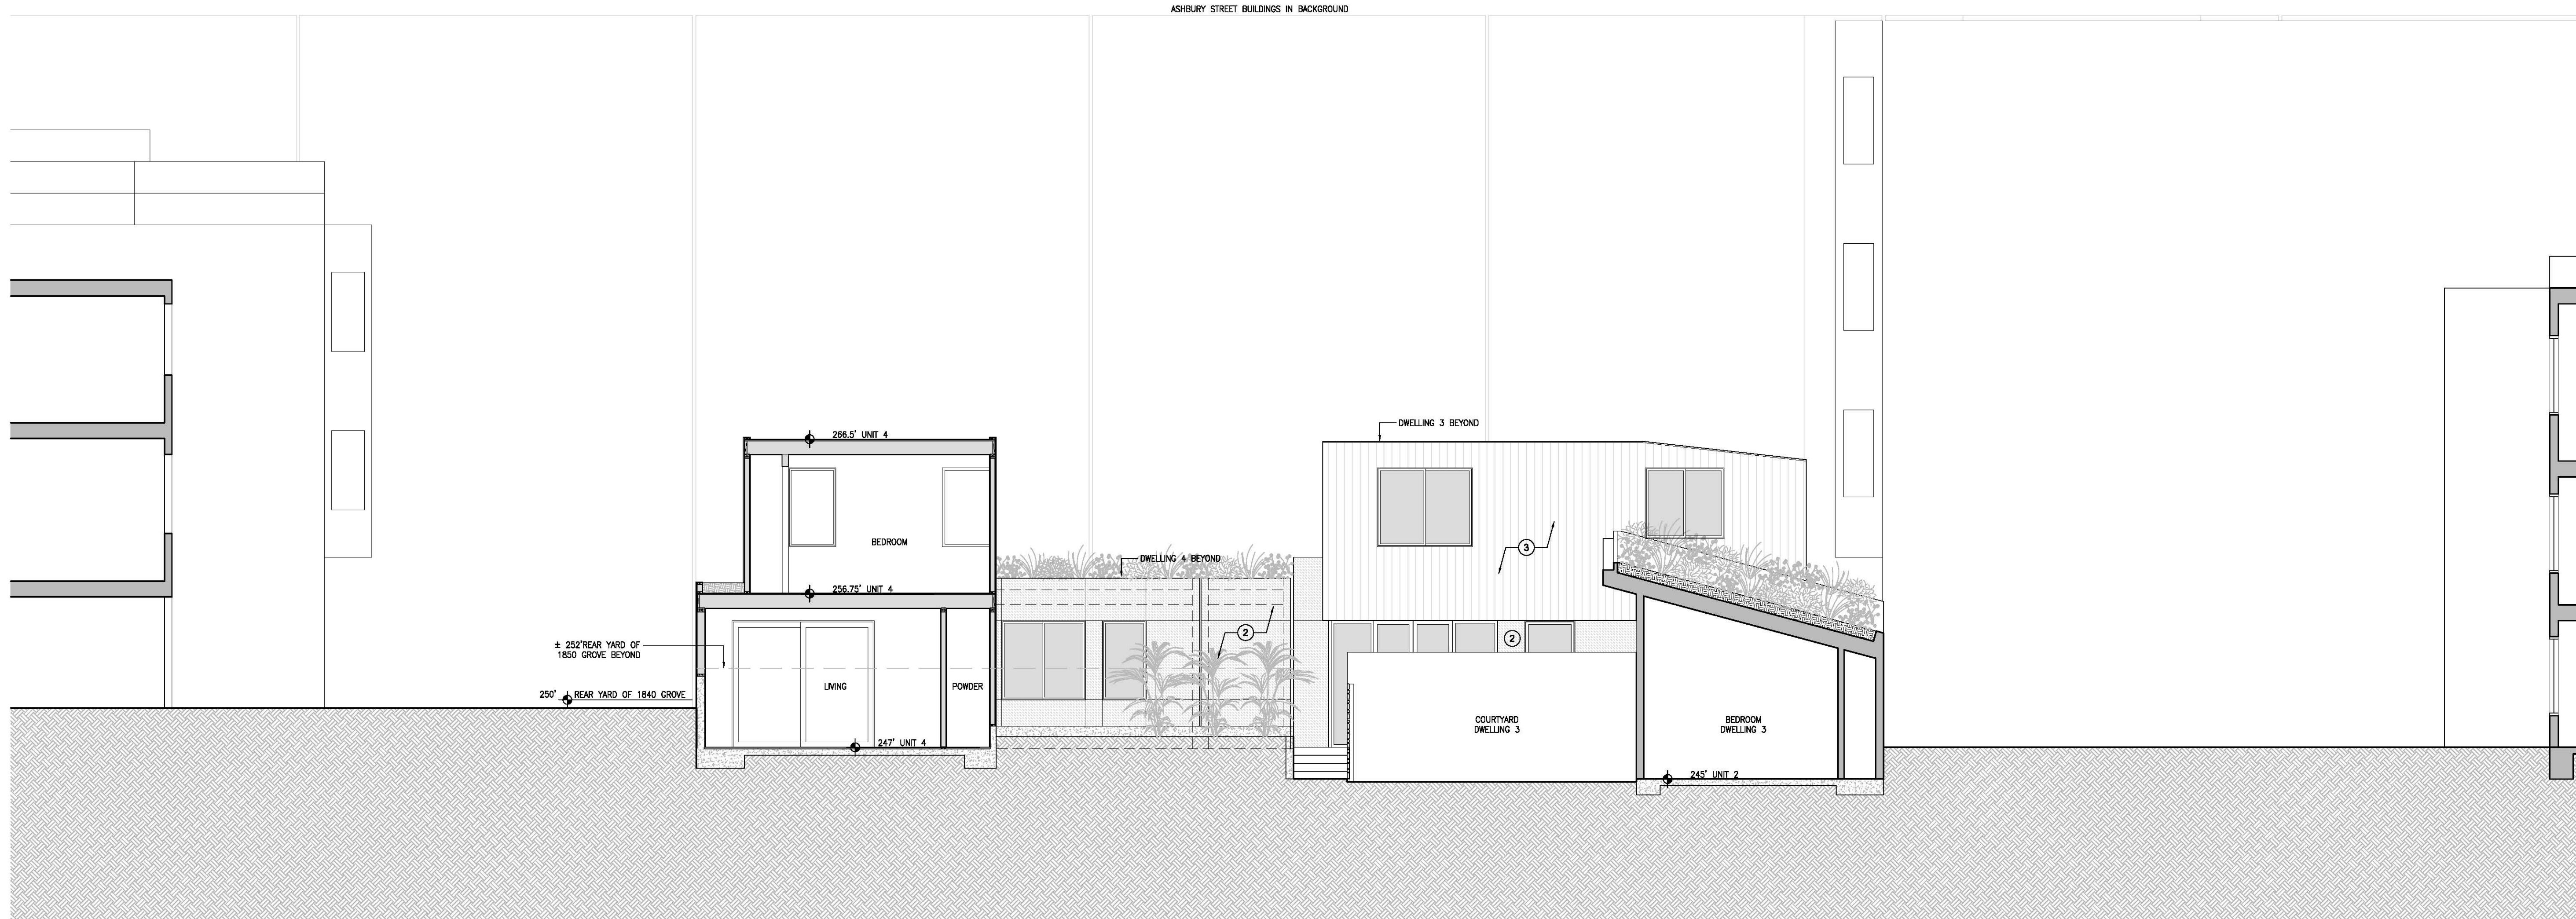 ASHBURY STREET BUILDINGS IN BACKGROUND
DWELLING 3 BEYOND
266.5' UNIT 4
BEDROOM
3
DWELLING 4 BEYOND
256.75' UNIT 4
2
2
± 252'REAR YARD OF
1850 GROVE BEYOND
LIVING
POWDER
250'
REAR YARD OF 1840 GROVE
COURTYARD
DWELLING 3
BEDROOM
DWELLING 3
247' UNIT 4
245' UNIT 2